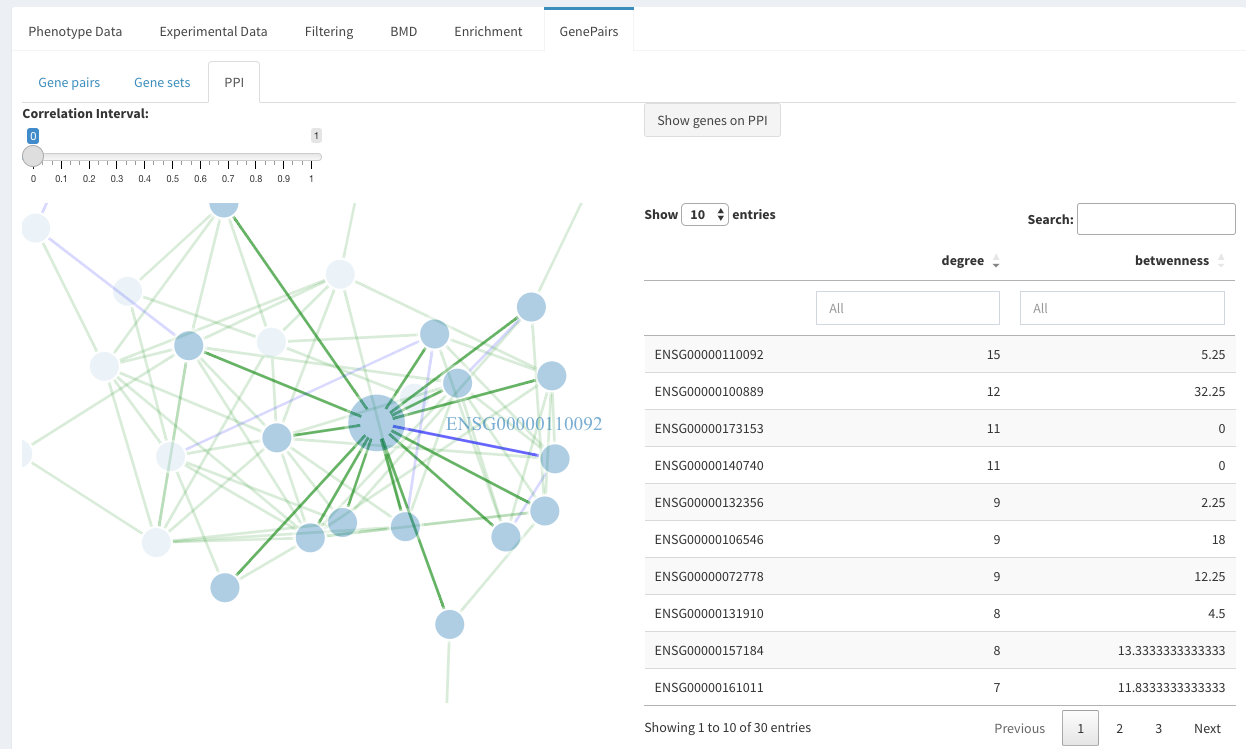 Phenotype Data Experimental Data Filtering BMD Enrichment GenePairs
Gene pairs Gene sets PPI
Correlation Interval:
0 1
0 0.1 0.2 0.3 0.4 0.5 0.6 0.7 0.8 0.9 1
ENSG00000110092
Show genes on PPI
Show 10 entries
Search:
degree betwenness
All All
ENSG00000110092 15 5.25
ENSG00000100889 12 32.25
ENSG00000173153 11 0
ENSG00000140740 11 0
ENSG00000132356 9 2.25
ENSG00000106546 9 18
ENSG00000072778 9 12.25
ENSG00000131910 8 4.5
ENSG00000157184 8 13.3333333333333
ENSG00000161011 7 11.8333333333333
Showing 1 to 10 of 30 entries
Previous 1 2 3 Next